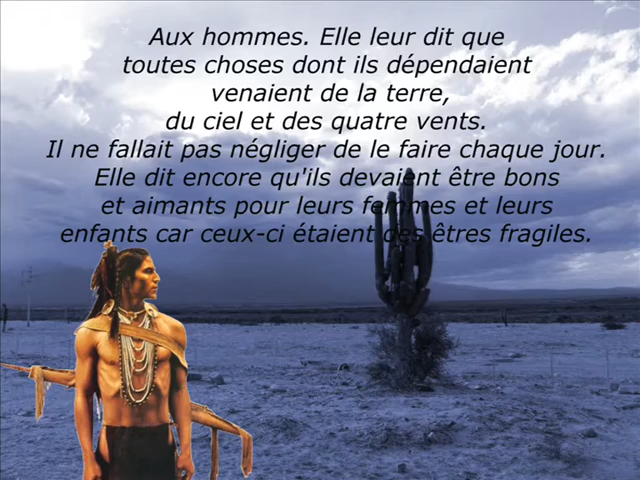 Aux hommes. Elle leur dit que
toutes choses dont ils dépendaient
venaient de la terre,
du ciel et des quatre vents.
Il ne fallait pas négliger de le faire chaque jour.
Elle dit encore qu'ils devaient être bons
et aimants pour leurs femmes et leurs
enfants car ceux-ci étaient des êtres fragiles.